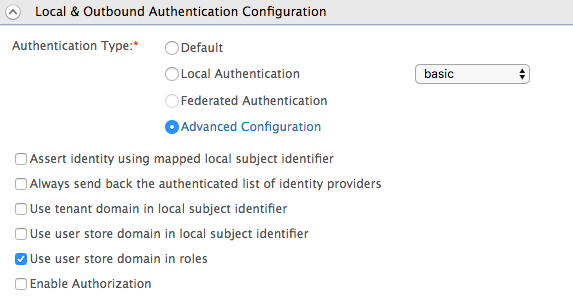 Local & Outbound Authentication Configuration
Authentication Type:* Default
Local Authentication basic
Federated Authentication
Advanced Configuration
Assert identity using mapped local subject identifier
Always send back the authenticated list of identity providers
Use tenant domain in local subject identifier
Use user store domain in local subject identifier
Use user store domain in roles
Enable Authorization